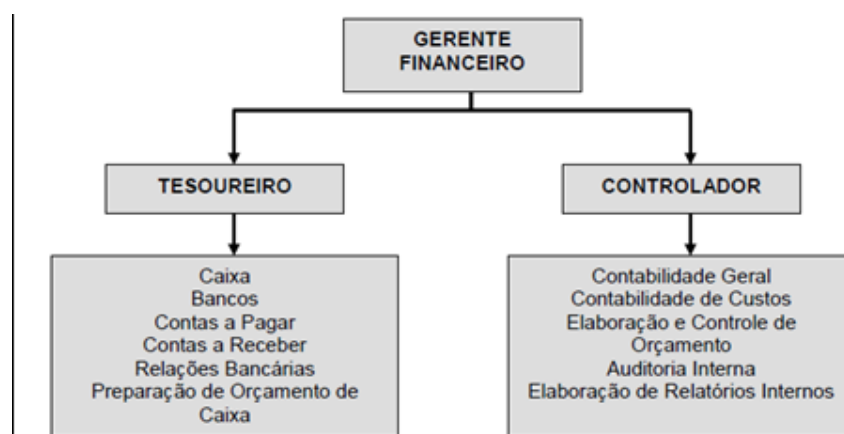 GERENTE
FINANCEIRO
TESOUREIRO
CONTROLADOR
Caixa
Bancos
Contas a Pagar
Contas a Receber
Relações Bancárias
Preparação de Orçamento de
Caixa
Contabilidade Geral
Contabilidade de Custos
Elaboração e Controle de
Orçamento
Auditoria Interna
Elaboração de Relatórios Internos